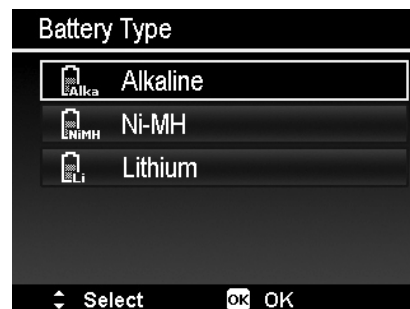 Battery Type
Alka Alkaline
NiMH Ni-MH
Li Lithium
Select OK OK